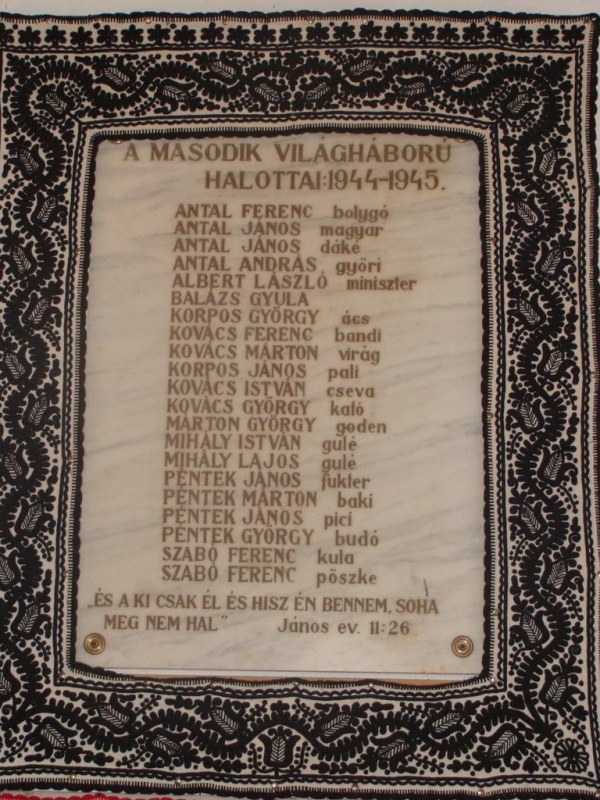 A MÁSODIK VILÁGHÁBORÚ
HALOTTAI:1944-1945.
ANTAL FERENC bolygó
ANTAL JÁNOS magyar
ANTAL JÁNOS dáké
ANTAL ANDRÁS győri
ALBERT LÁSZLÓ miniszter
BALÁZS GYULA
KORPOS GYÖRGY ács
KOVÁCS FERENC bandi
KOVÁCS MÁRTON virág
KORPOS JÁNOS pali
KOVÁCS ISTVÁN cseva
KOVÁCS GYÖRGY kató
MÁRTON GYÖRGY goden
MIHÁLY ISTVÁN gulé
MIHÁLY LAJOS gulé
PÉNTEK JÁNOS fukter
PÉNTEK MÁRTON baki
PÉNTEK JÁNOS pici
PÉNTEK GYÖRGY budó
SZABÓ FERENC kula
SZABÓ FERENC pöszke
„ÉS A KI CSAK ÉL ÉS HISZ ÉN BENNEM, SOHA
MEG NEM HAL" János ev. 11:26